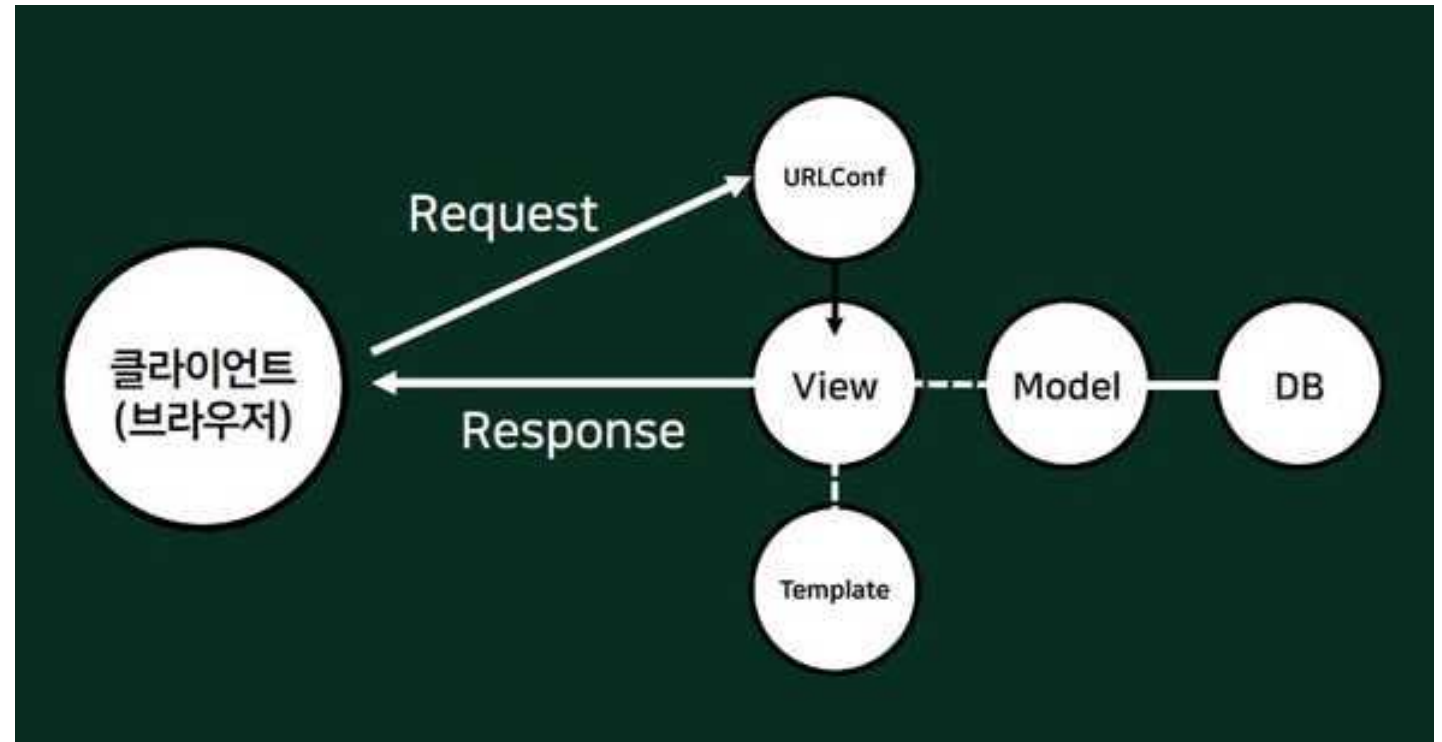 URLConf
Request
클라이언트
(브라우저)
View
Model
DB
Response
Template